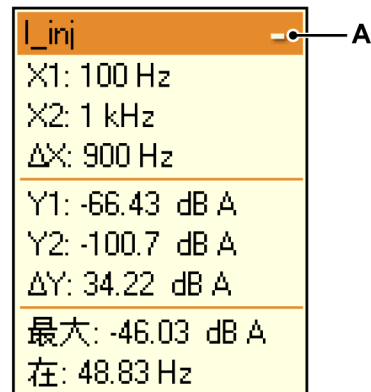 I_inj
A
X1: 100 Hz
X2: 1 kHz
ΔX: 900 Hz
Y1: -66.43 dB A
Y2: -100.7 dB A
ΔY: 34.22 dB A
最大: -46.03 dB A
在: 48.83 Hz